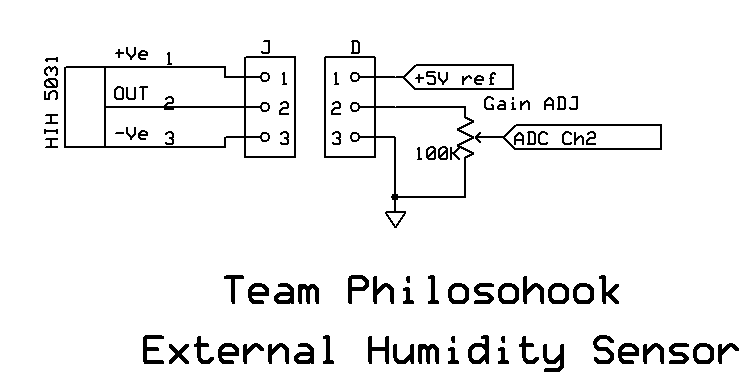 J D
+Ve 1 1 1 +5V ref
HIH 5031
OUT 2 2 2 Gain ADJ
-Ve 3 3 3 100K ADC Ch2
Team Philosohook
External Humidity Sensor